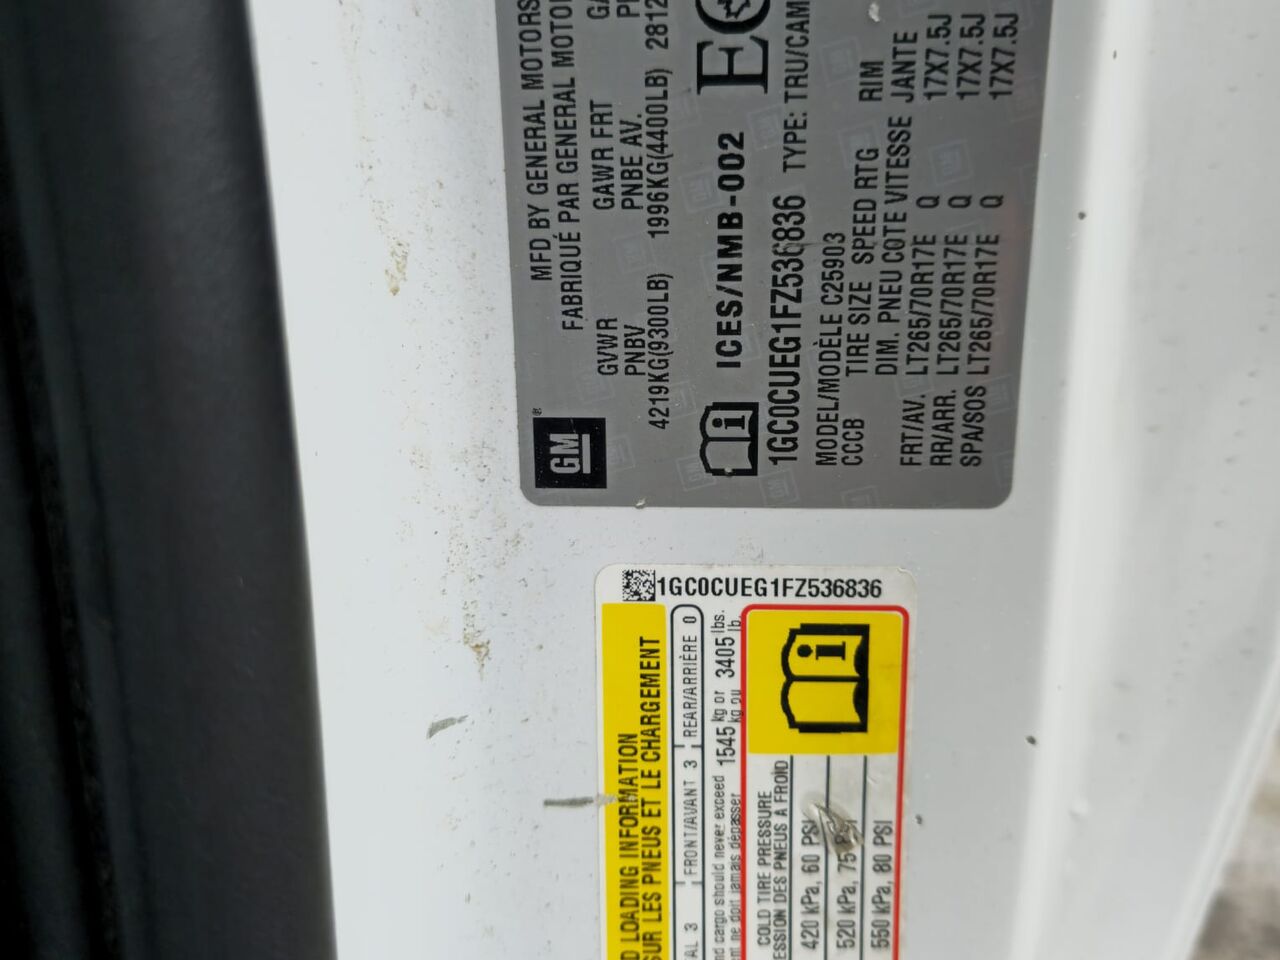 MFD BY GENERAL MOTORS
FABRIQUÉ PAR GENERAL
GVWR GAWR FRT
PNBV PNBE AV.
4219KG(9300LB) 1996KG(4400LB)
GM
ICES/NMB-002
1GC0CUEG1FZ536836 TYPE: TRU/CAM
MODEL/MODÈLE C25903
CCCB TIRE SIZE SPEED RTG RIM
DIM. PNEU COTE VITESSE JANTE
FRT/AV. LT265/70R17E Q 17X7.5J
RR/ARR. LT265/70R17E Q 17X7.5J
SPA/SOS LT265/70R17E Q 17X7.5J
1GC0CUEG1FZ536836
LOADING INFORMATION
SUR LES PNEUS ET LE CHARGEMENT
3 FRONT/AVANT 3 REAR/ARRIÈRE 0
cargo should never exceed 1545 kg or 3405 lbs.
ne doit jamais dépasser kg ou lb.
COLD TIRE PRESSURE
DES PNEUS À FROID
420 kPa, 60 PSI
520 kPa, 75
550 kPa, 80 PSI